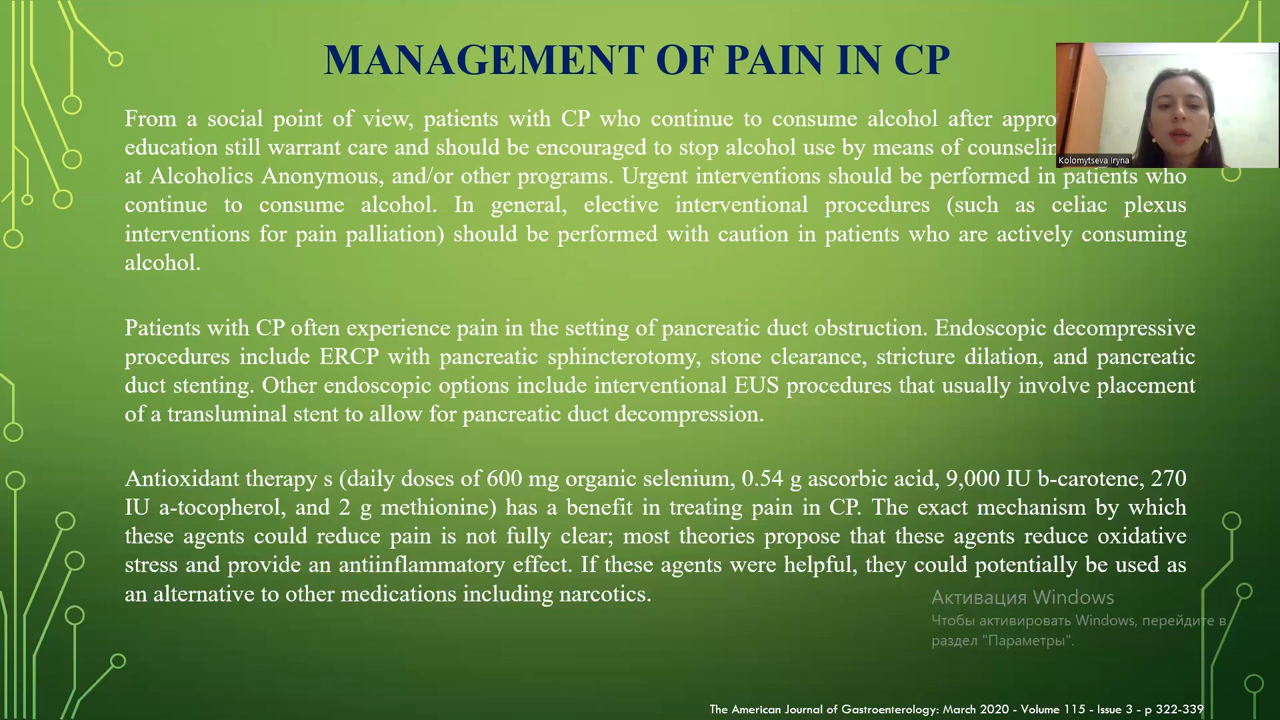 MANAGEMENT OF PAIN IN CP
From a social point of view, patients with CP who continue to consume alcohol after
education still warrant care and should be encouraged to stop alcohol use by means of
at Alcoholics Anonymous, and/or other programs. Urgent interventions should be performed in patients who
continue to consume alcohol. In general, elective interventional procedures (such as celiac plexus
interventions for pain palliation) should be performed with caution in patients who are actively consuming
alcohol.
Patients with CP often experience pain in the setting of pancreatic duct obstruction. Endoscopic decompressive
procedures include ERCP with pancreatic sphincterotomy, stone clearance, stricture dilation, and pancreatic
duct stenting. Other endoscopic options include interventional EUS procedures that usually involve placement
of a transluminal stent to allow for pancreatic duct decompression.
Antioxidant therapy s (daily doses of 600 mg organic selenium, 0.54 g ascorbic acid, 9,000 IU b-carotene, 270
IU a-tocopherol, and 2 g methionine) has a benefit in treating pain in CP. The exact mechanism by which
these agents could reduce pain is not fully clear; most theories propose that these agents reduce oxidative
stress and provide an antiinflammatory effect. If these agents were helpful, they could potentially be used as
an alternative to other medications including narcotics.
Kolomytseva Iryna
Активация Windows
Чтобы активировать Windows, перейдите в
раздел "Параметры".
The American Journal of Gastroenterology: March 2020 - Volume 115 - Issue 3 - p 322-339